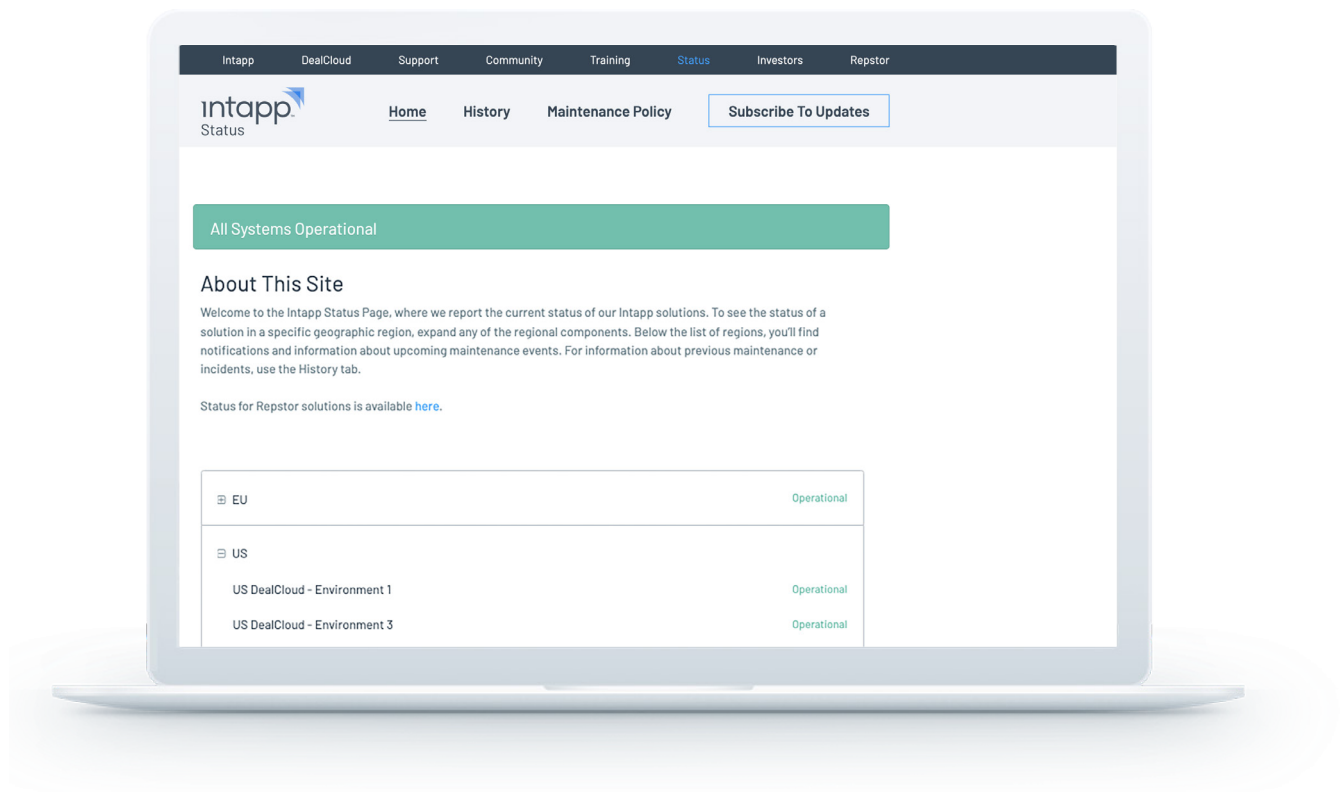 Intapp DealCloud Support Community Training Status Investors Repstor
intapp
Status
Home History Maintenance Policy Subscribe To Updates
All Systems Operational
About This Site
Welcome to the Intapp Status Page, where we report the current status of our Intapp solutions. To see the status of a
solution in a specific geographic region, expand any of the regional components. Below the list of regions, you'll find
notifications and information about upcoming maintenance events. For information about previous maintenance or
incidents, use the History tab.
Status for Repstor solutions is available here.
EU Operational
US
US DealCloud - Environment 1 Operational
US DealCloud - Environment 3 Operational